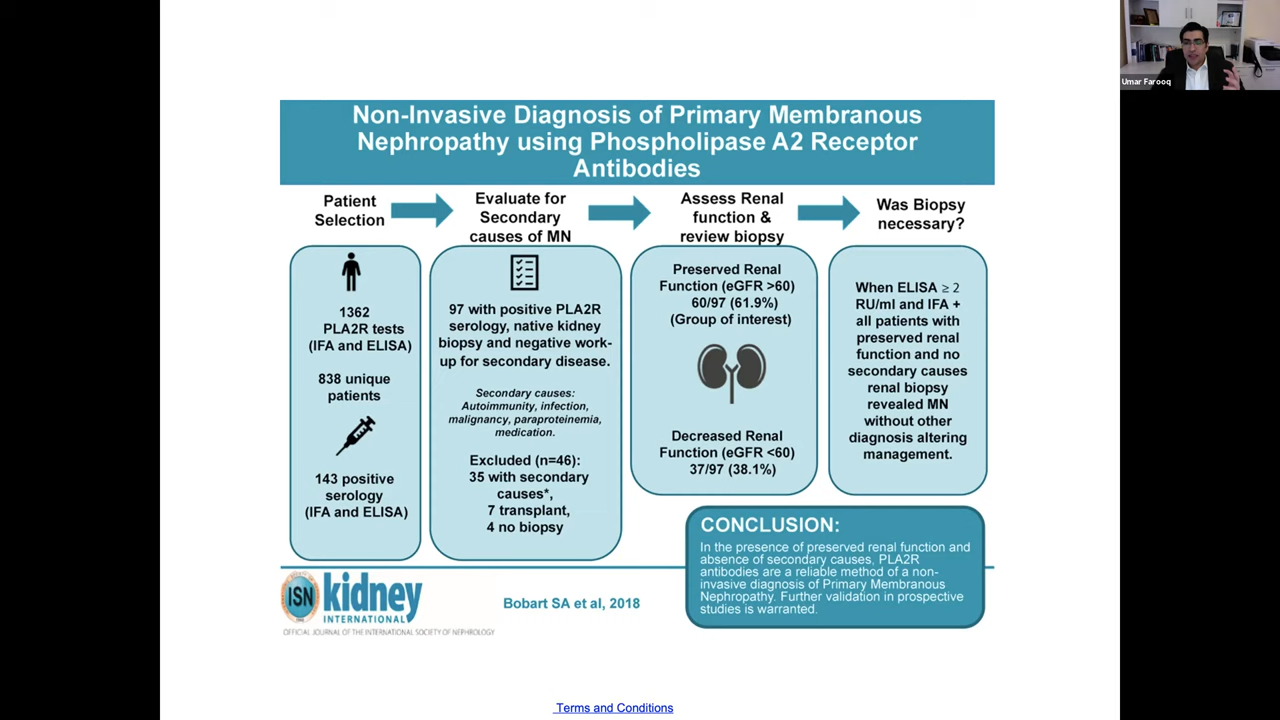 Umar Farooq
Non-Invasive Diagnosis of Primary Membranous
Nephropathy using Phospholipase A2 Receptor
Antibodies
Patient
Selection
Evaluate for
Secondary
causes of MN
Assess Renal
function &
review biopsy
Was Biopsy
necessary?
1362
PLA2R tests
(IFA and ELISA)
838 unique
patients
143 positive
serology
(IFA and ELISA)
97 with positive PLA2R
serology, native kidney
biopsy and negative work-
up for secondary disease.
Secondary causes:
Autoimmunity, infection,
malignancy, paraproteinemia,
medication.
Excluded (n=46):
35 with secondary
causes*,
7 transplant,
4 no biopsy
Preserved Renal
Function (eGFR >60)
60/97 (61.9%)
(Group of interest)
Decreased Renal
Function (eGFR <60)
37/97 (38.1%)
When ELISA ≥ 2
RU/ml and IFA +
all patients with
preserved renal
function and no
secondary causes
renal biopsy
revealed MN
without other
diagnosis altering
management.
CONCLUSION:
In the presence of preserved renal function and
absence of secondary causes, PLA2R
antibodies are a reliable method of a non-
invasive diagnosis of Primary Membranous
Nephropathy. Further validation in prospective
studies is warranted.
ISN
kidney
INTERNATIONAL
OFFICIAL JOURNAL OF THE INTERNATIONAL SOCIETY OF NEPHROLOGY
Bobart SA et al, 2018
Terms and Conditions